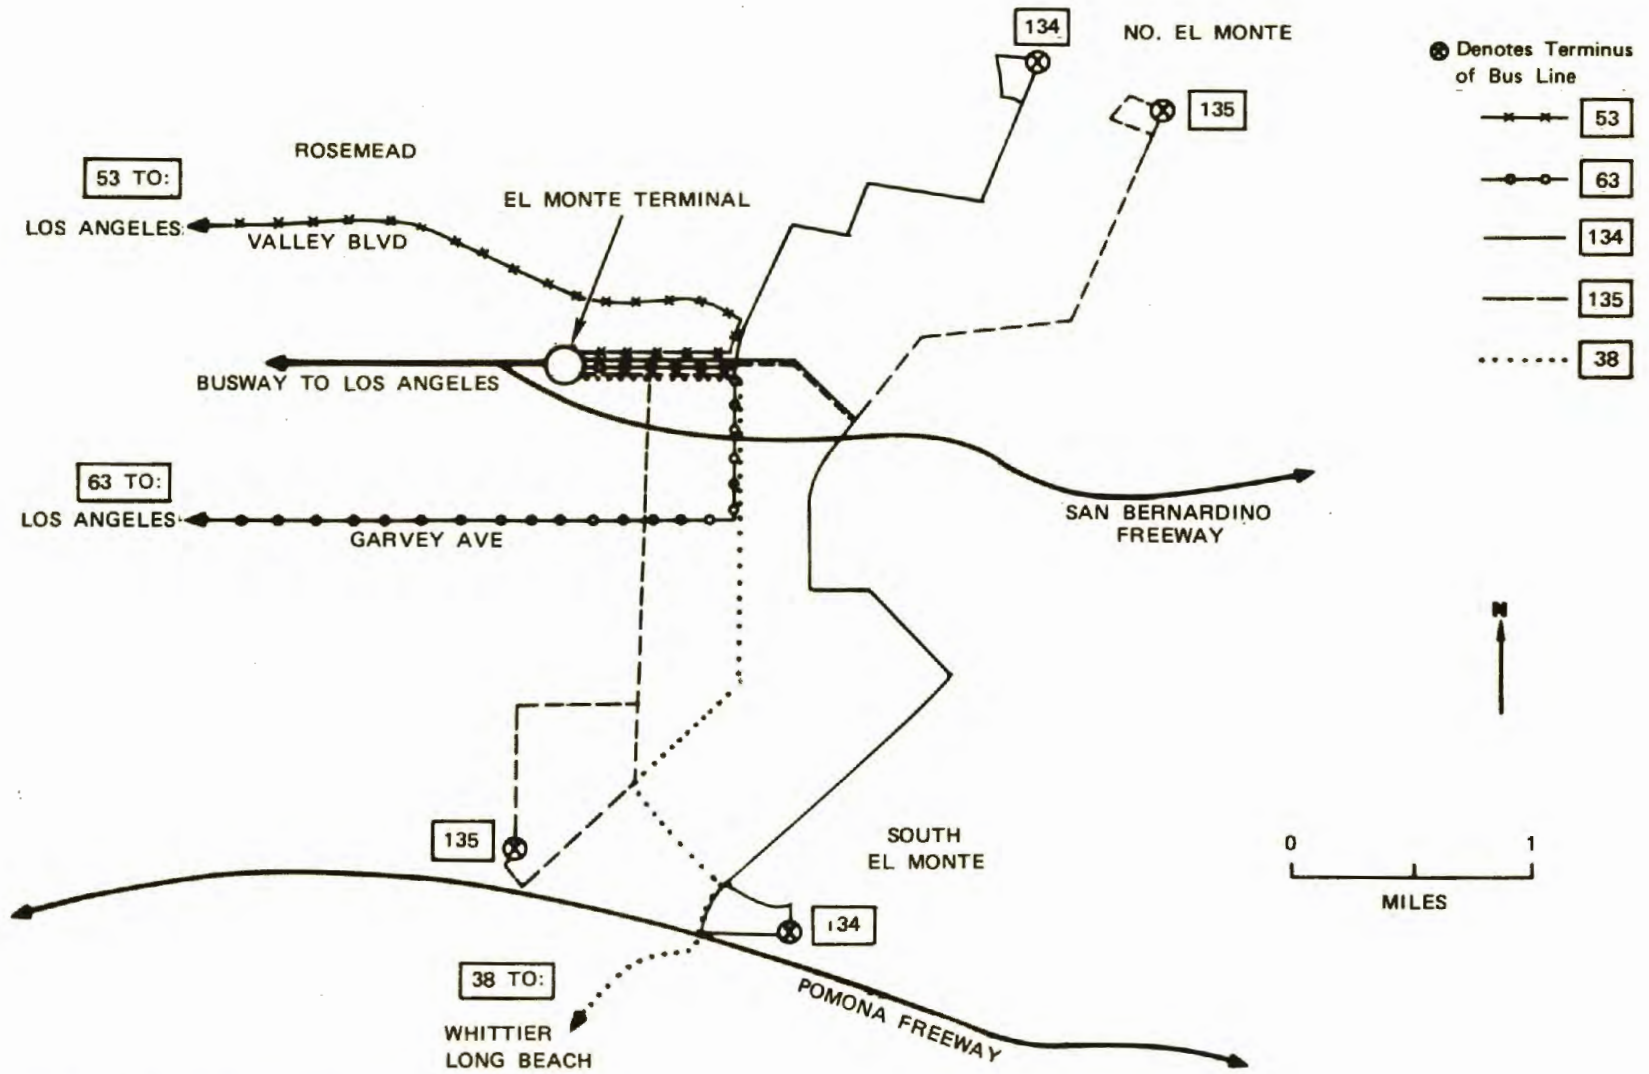 134
NO. EL MONTE
Denotes Terminus
of Bus Line
135
53
ROSEMEAD
53 TO:
63
EL MONTE TERMINAL
LOS ANGELES
VALLEY BLVD
134
135
38
BUSWAY TO LOS ANGELES
63 TO:
LOS ANGELES
GARVEY AVE
SAN BERNARDINO
FREEWAY
N
135
SOUTH
EL MONTE
0 1
MILES
134
38 TO:
WHITTIER
LONG BEACH
POMONA FREEWAY